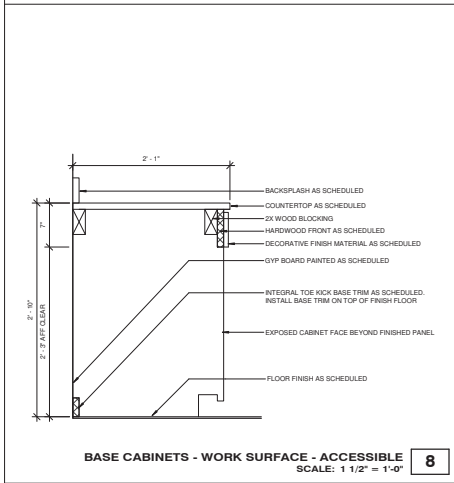 2' - 1"
BACKSPLASH AS SCHEDULED
COUNTERTOP AS SCHEDULED
2X WOOD BLOCKING
HARDWOOD FRONT AS SCHEDULED
DECORATIVE FINISH MATERIAL AS SCHEDULED
GYP BOARD PAINTED AS SCHEDULED
INTEGRAL TOE KICK BASE TRIM AS SCHEDULED.
INSTALL BASE TRIM ON TOP OF FINISH FLOOR
EXPOSED CABINET FACE BEYOND FINISHED PANEL
FLOOR FINISH AS SCHEDULED
7"
2' - 10"
2' - 3" AFF CLEAR
BASE CABINETS - WORK SURFACE - ACCESSIBLE 8
SCALE: 1 1/2" = 1'-0"